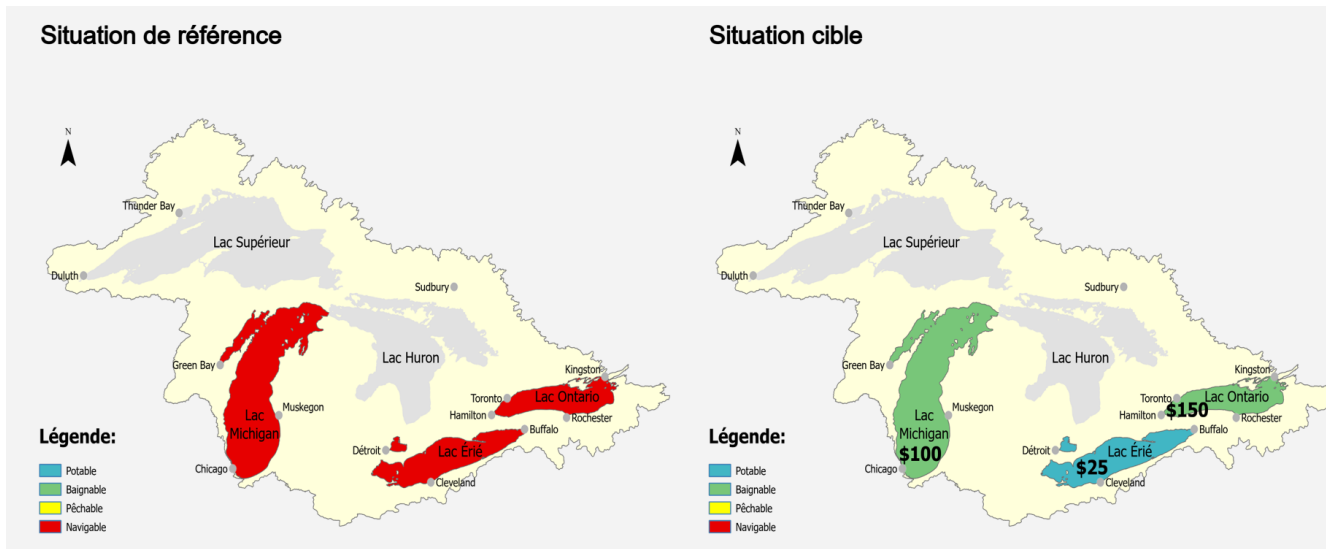 Situation de référence
N
Thunder Bay
Lac Supérieur
Duluth
Sudbury
Green Bay
Lac Huron
Kingston
Toronto
Lac Ontario
Hamilton
Muskegon
Rochester
Lac
Michigan
Buffalo
Détroit
Lac Érié
Chicago
Cleveland
Légende:
Potable
Baignable
Pêchable
Navigable
Situation cible
N
Thunder Bay
Lac Supérieur
Duluth
Sudbury
Green Bay
Lac Huron
Kingston
Toronto
Lac Ontario
Hamilton
$150
Muskegon
Rochester
Lac
Michigan
$100
Buffalo
Détroit
Lac Érié
$25
Chicago
Cleveland
Légende:
Potable
Baignable
Pêchable
Navigable